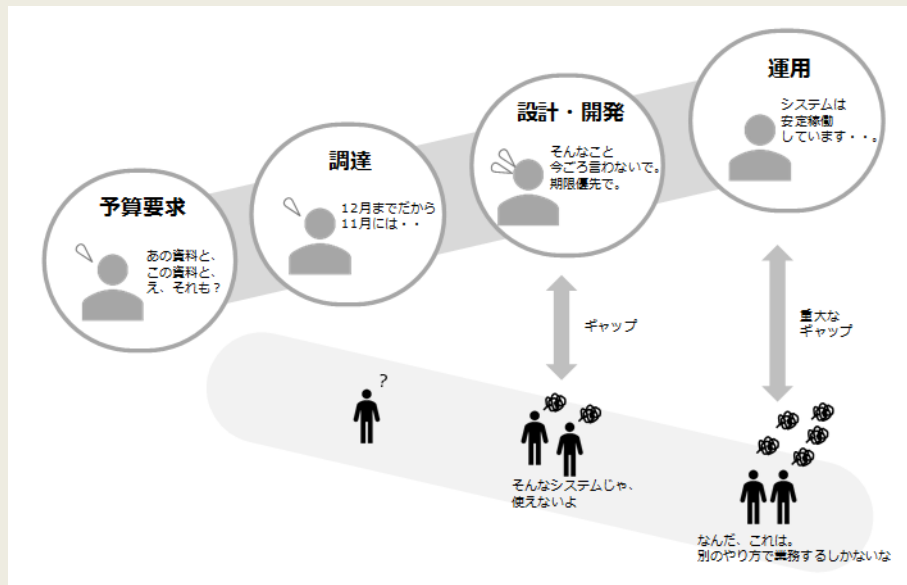 予算要求
あの資料と、
この資料と、
え、それも？
調達
12月までだから
11月には・・
設計・開発
そんなこと
今ごろ言わないで。
期限優先で。
運用
システムは
安定稼働
しています・・。
ギャップ
重大な
ギャップ
?
そんなシステムじゃ、
使えないよ
なんだ、これは。
別のやり方で業務するしかないな